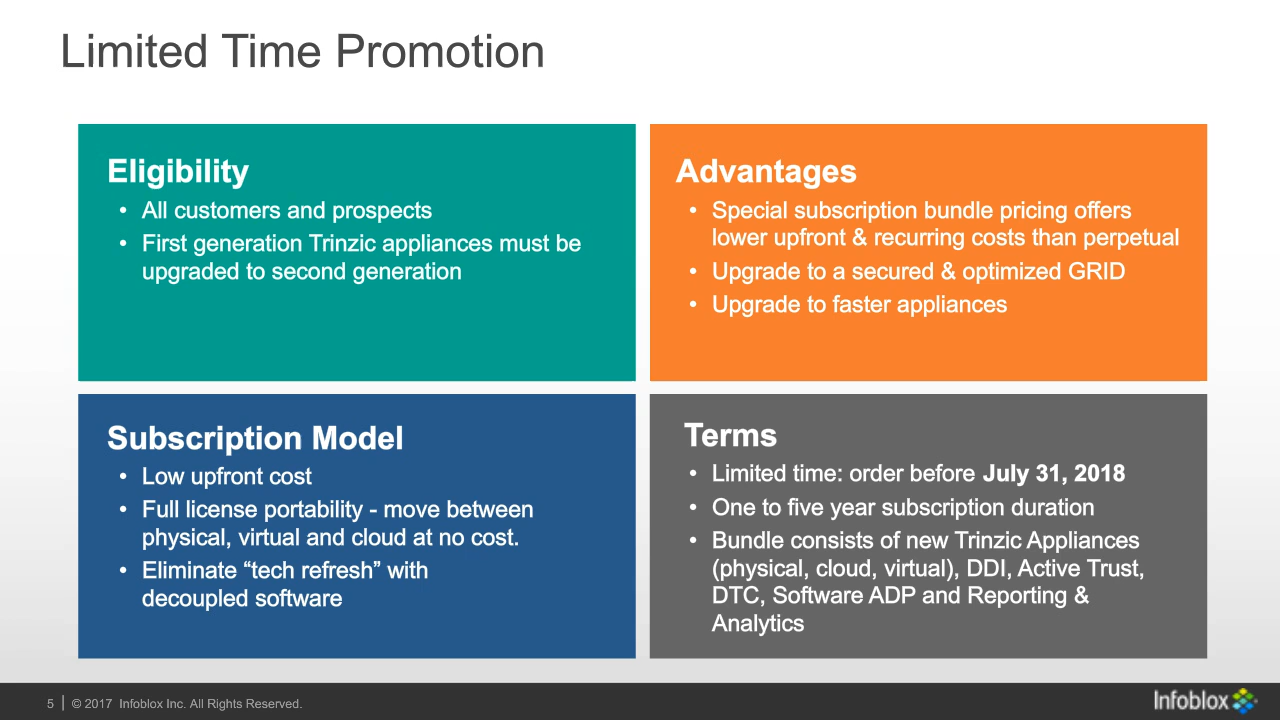 Limited Time Promotion
Eligibility
• All customers and prospects
• First generation Trinzic appliances must be
upgraded to second generation
Advantages
• Special subscription bundle pricing offers
lower upfront & recurring costs than perpetual
• Upgrade to a secured & optimized GRID
• Upgrade to faster appliances
Subscription Model
• Low upfront cost
• Full license portability - move between
physical, virtual and cloud at no cost.
• Eliminate “tech refresh” with
decoupled software
Terms
• Limited time: order before July 31, 2018
• One to five year subscription duration
• Bundle consists of new Trinzic Appliances
(physical, cloud, virtual), DDI, Active Trust,
DTC, Software ADP and Reporting &
Analytics
5 | © 2017 Infoblox Inc. All Rights Reserved.
Infoblox